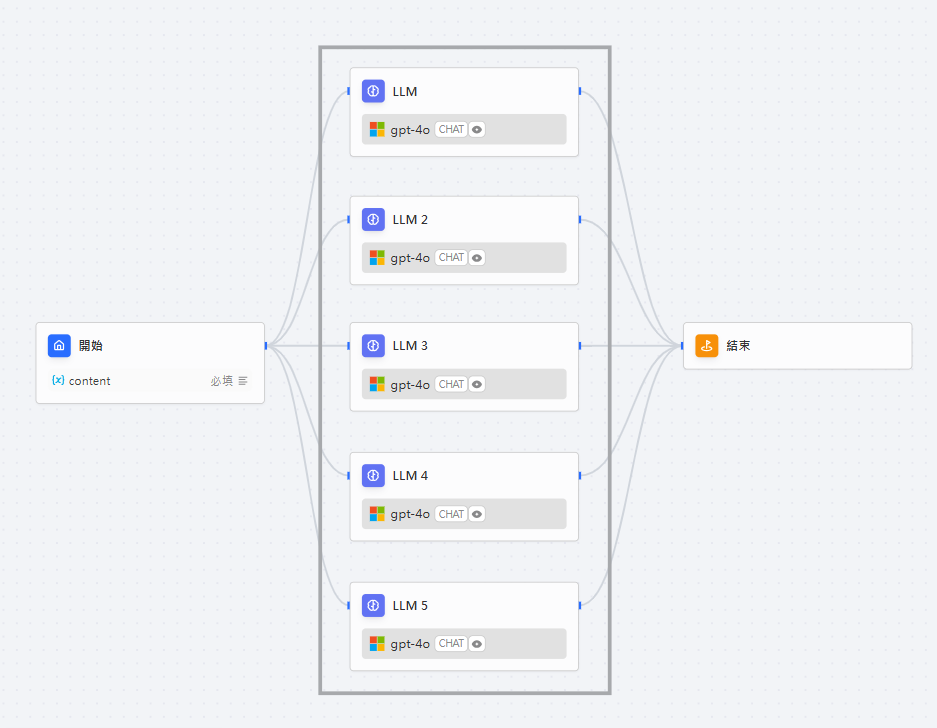 LLM
gpt-4o CHAT
LLM 2
gpt-4o CHAT
開始
content 必填
LLM 3
gpt-4o CHAT
結束
LLM 4
gpt-4o CHAT
LLM 5
gpt-4o CHAT